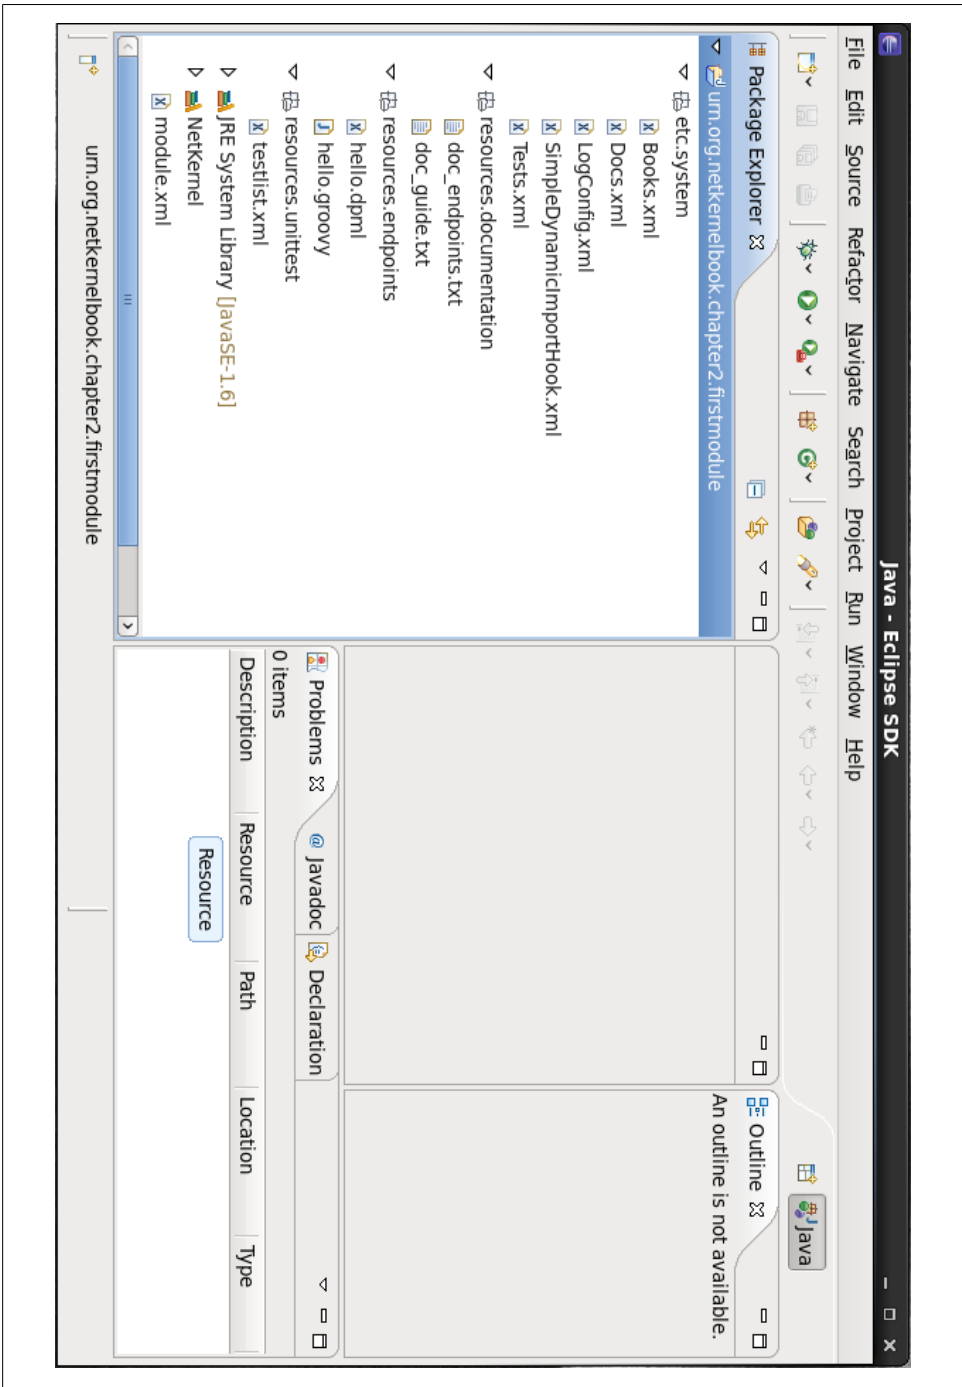 Java - Eclipse SDK
File Edit Source Refactor Navigate Search Project Run Window Help
Java
Package Explorer
urn.org.netkernelbook.chapter2.firstmodule
etc.system
Books.xml
Docs.xml
LogConfig.xml
SimpleDynamicImportHook.xml
Tests.xml
resources.documentation
doc_endpoints.txt
doc_guide.txt
resources.endpoints
hello.dpml
hello.groovy
resources.unittest
testlist.xml
JRE System Library [JavaSE-1.6]
NetKernel
module.xml
Outline
An outline is not available.
Problems Javadoc Declaration
0 items
Description Resource Path Location Type
Resource
urn.org.netkernelbook.chapter2.firstmodule